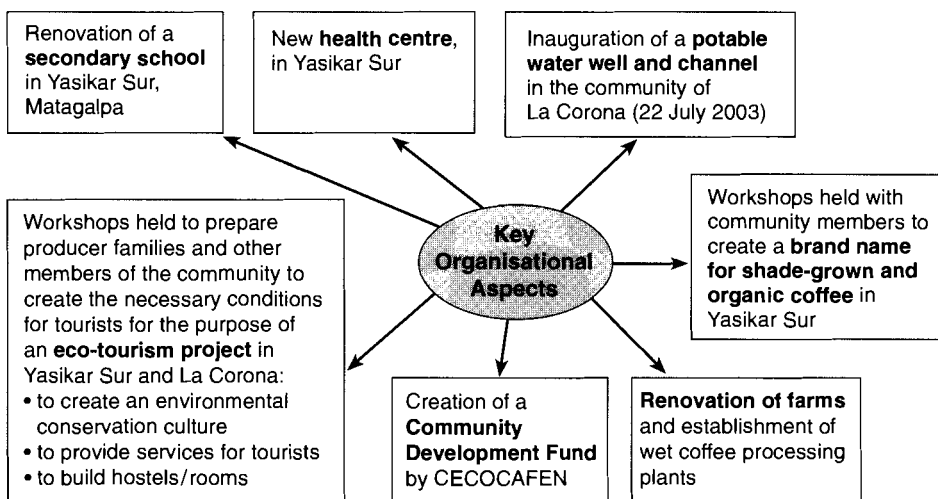 Renovation of a
secondary school
in Yasikar Sur,
Matagalpa
New health centre,
in Yasikar Sur
Inauguration of a potable
water well and channel
in the community of
La Corona (22 July 2003)
Workshops held to prepare
producer families and other
members of the community to
create the necessary conditions
for tourists for the purpose of
an eco-tourism project in
Yasikar Sur and La Corona:
• to create an environmental
conservation culture
• to provide services for tourists
• to build hostels/rooms
Key
Organisational
Aspects
Workshops held with
community members to
create a brand name
for shade-grown and
organic coffee in
Yasikar Sur
Creation of a
Community
Development Fund
by CECOCAFEN
Renovation of farms
and establishment of
wet coffee processing
plants